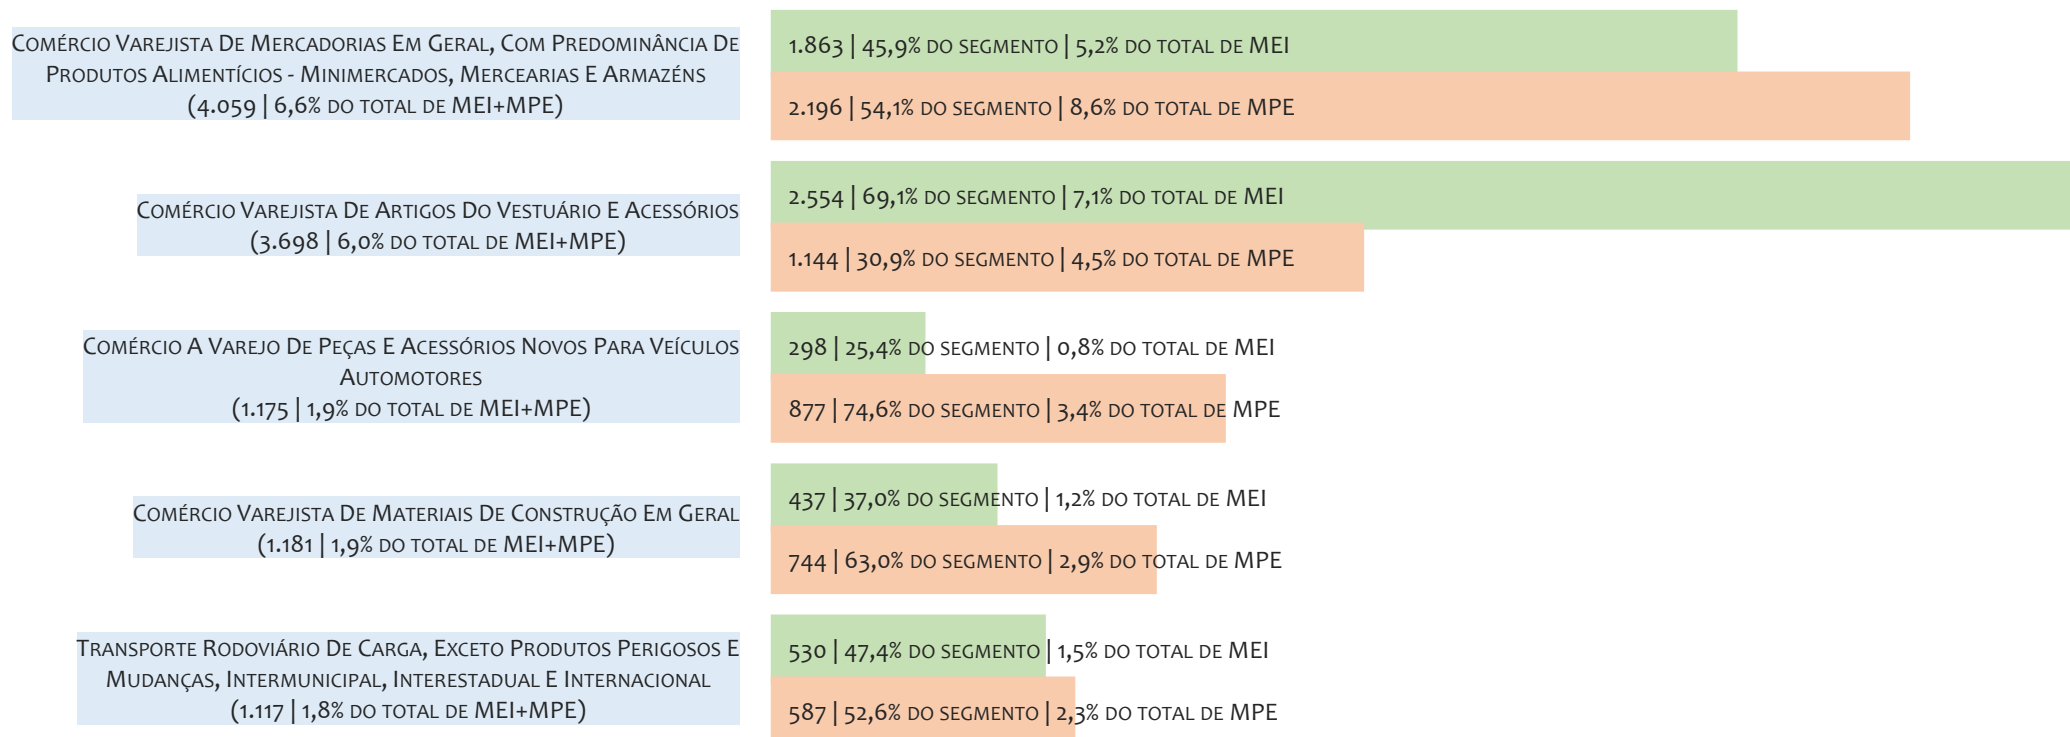 Comércio Varejista De Mercadorias Em Geral, Com Predominância De
Produtos Alimentícios - Minimercados, Mercearias E Armazéns
(4.059 | 6,6% do total de MEI+MPE)
1.863 | 45,9% do segmento | 5,2% do total de MEI
2.196 | 54,1% do segmento | 8,6% do total de MPE
Comércio Varejista De Artigos Do Vestuário E Acessórios
(3.698 | 6,0% do total de MEI+MPE)
2.554 | 69,1% do segmento | 7,1% do total de MEI
1.144 | 30,9% do segmento | 4,5% do total de MPE
Comércio A Varejo De Peças E Acessórios Novos Para Veículos
Automotores
(1.175 | 1,9% do total de MEI+MPE)
298 | 25,4% do segmento | 0,8% do total de MEI
877 | 74,6% do segmento | 3,4% do total de MPE
Comércio Varejista De Materiais De Construção Em Geral
(1.181 | 1,9% do total de MEI+MPE)
437 | 37,0% do segmento | 1,2% do total de MEI
744 | 63,0% do segmento | 2,9% do total de MPE
Transporte Rodoviário De Carga, Exceto Produtos Perigosos E
Mudanças, Intermunicipal, Interestadual E Internacional
(1.117 | 1,8% do total de MEI+MPE)
530 | 47,4% do segmento | 1,5% do total de MEI
587 | 52,6% do segmento | 2,3% do total de MPE